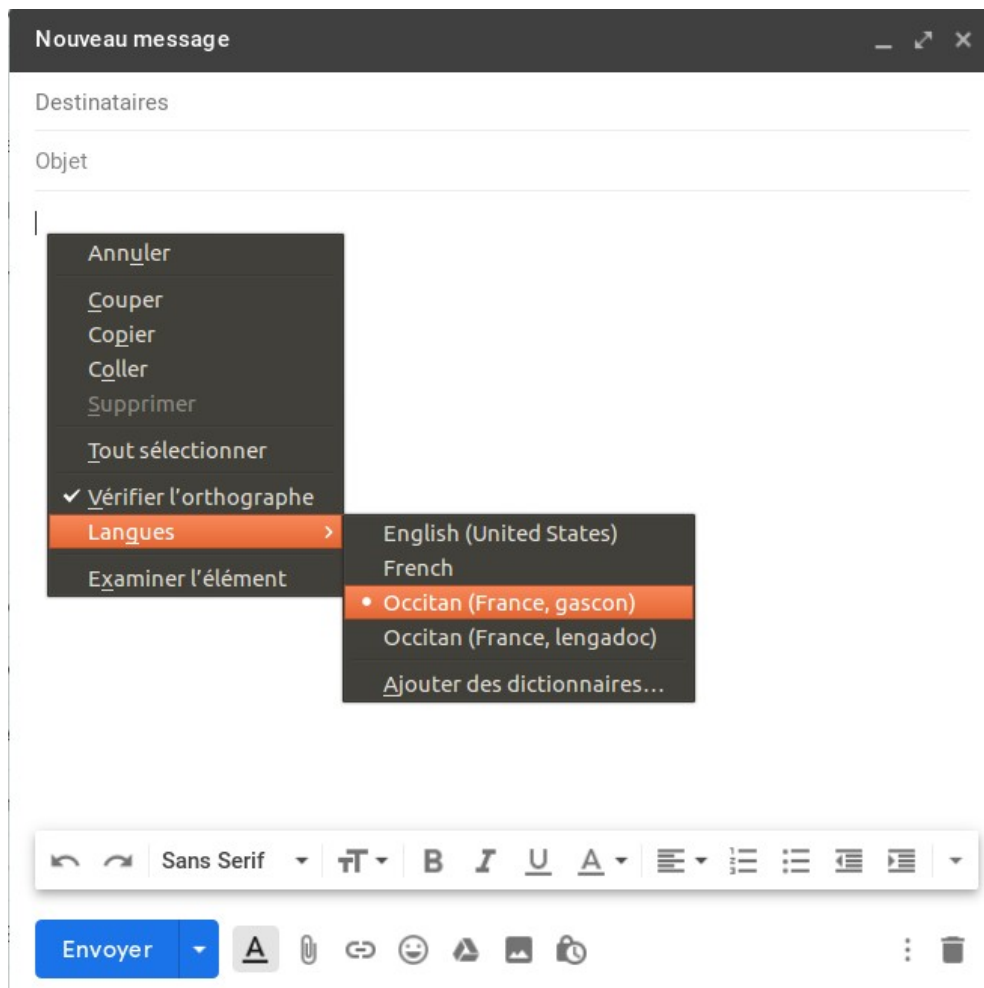 Nouveau message
Destinataires
Objet
Annuler
Couper
Copier
Coller
Supprimer
Tout sélectionner
Vérifier l’orthographe
Langues
Examiner l’élément
English (United States)
French
Occitan (France, gascon)
Occitan (France, lengadoc)
Ajouter des dictionnaires…
Sans Serif
Envoyer